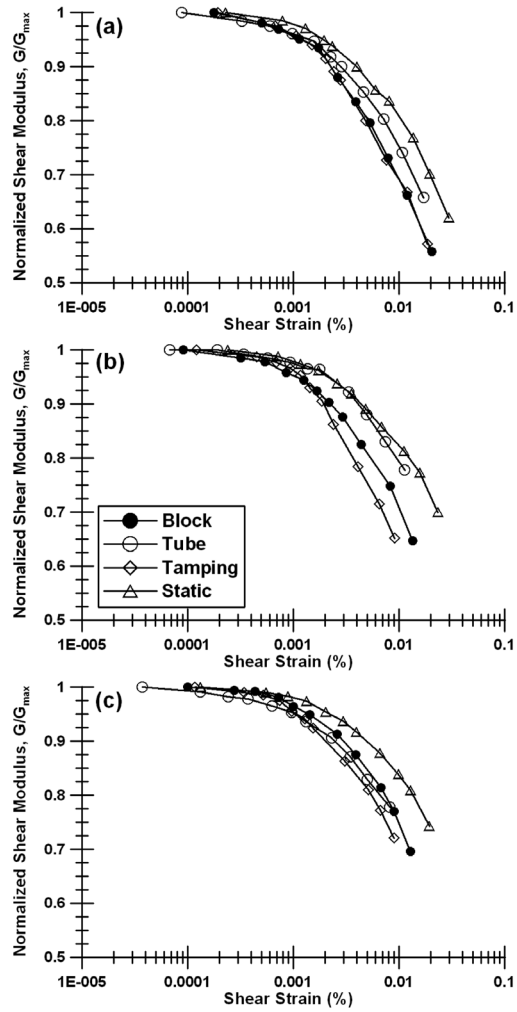 (a)
Normalized Shear Modulus, G/Gmax
1
0.9
0.8
0.7
0.6
0.5
1E-005
0.0001
0.001
0.01
0.1
Shear Strain (%)
(b)
Normalized Shear Modulus, G/Gmax
1
0.9
0.8
0.7
0.6
0.5
Block
Tube
Tamping
Static
1E-005
0.0001
0.001
0.01
0.1
Shear Strain (%)
(c)
Normalized Shear Modulus, G/Gmax
1
0.9
0.8
0.7
0.6
0.5
1E-005
0.0001
0.001
0.01
0.1
Shear Strain (%)